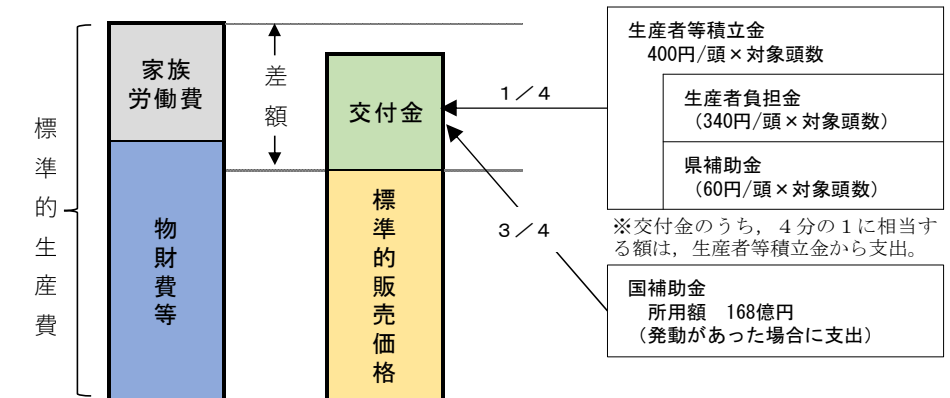 標準的生産費
家族
労働費
物財費等
差額
交付金
標準的販売価格
１／４
３／４
生産者等積立金
400円/頭×対象頭数
生産者負担金
（340円/頭×対象頭数）
県補助金
（60円/頭×対象頭数）
※交付金のうち，４分の１に相当す
る額は，生産者等積立金から支出。
国補助金
所用額　168億円
（発動があった場合に支出）